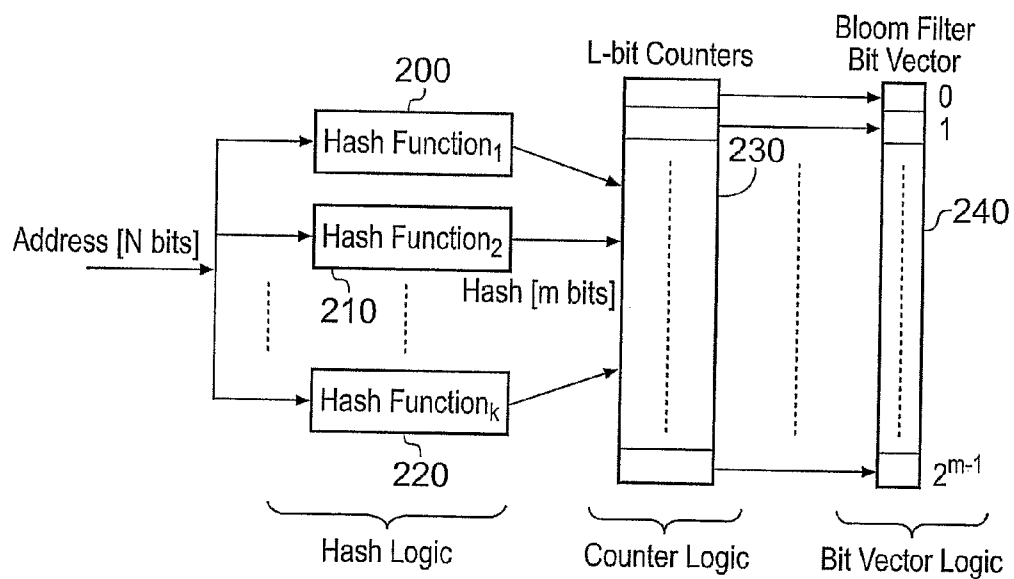 Bloom Filter
Bit Vector
L-bit Counters
200
0
Hash Function1
1
230
240
Address [N bits]
Hash Function2
210
Hash [m bits]
Hash Functionk
220
2^m-1
Hash Logic
Counter Logic
Bit Vector Logic